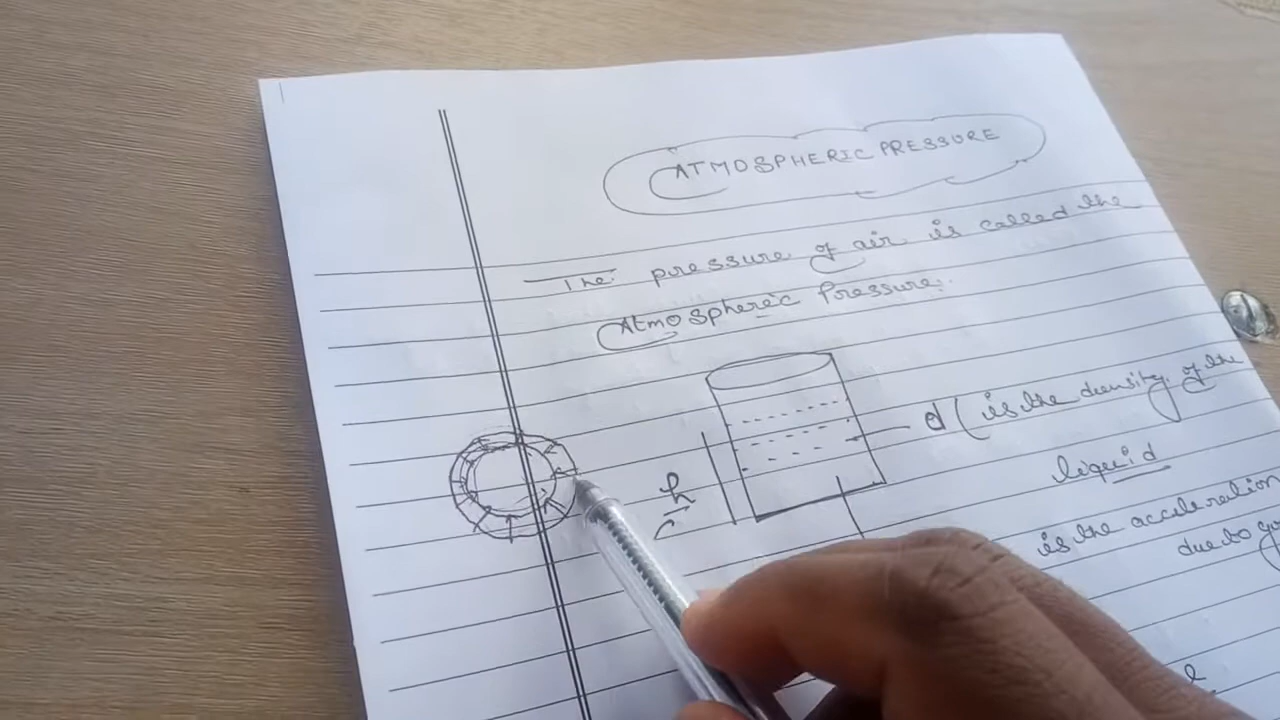 ATMOSPHERIC PRESSURE
The pressure of air is called the
Atmospheric Pressure.
d (is the density of the
liquid
h
is the acceleration
due to